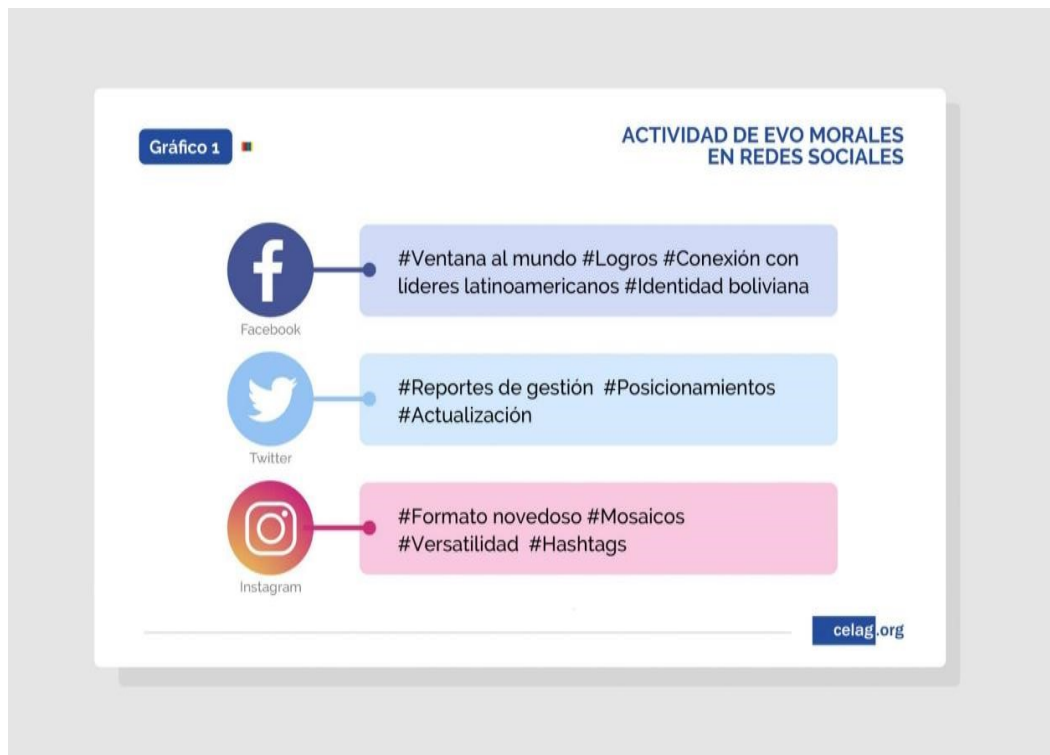 Gráfico 1
ACTIVIDAD DE EVO MORALES
EN REDES SOCIALES
#Ventana al mundo #Logros #Conexión con
líderes latinoamericanos #Identidad boliviana
Facebook
#Reportes de gestión #Posicionamientos
#Actualización
Twitter
#Formato novedoso #Mosaicos
#Versatilidad #Hashtags
Instagram
celag.org